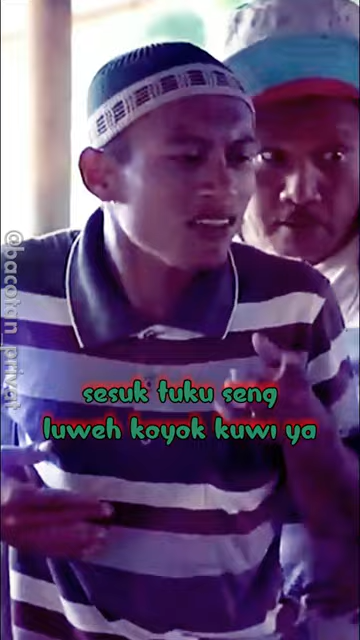 sesuk tuku seng
luweh koyok kuwi ya
@bacotan_privat